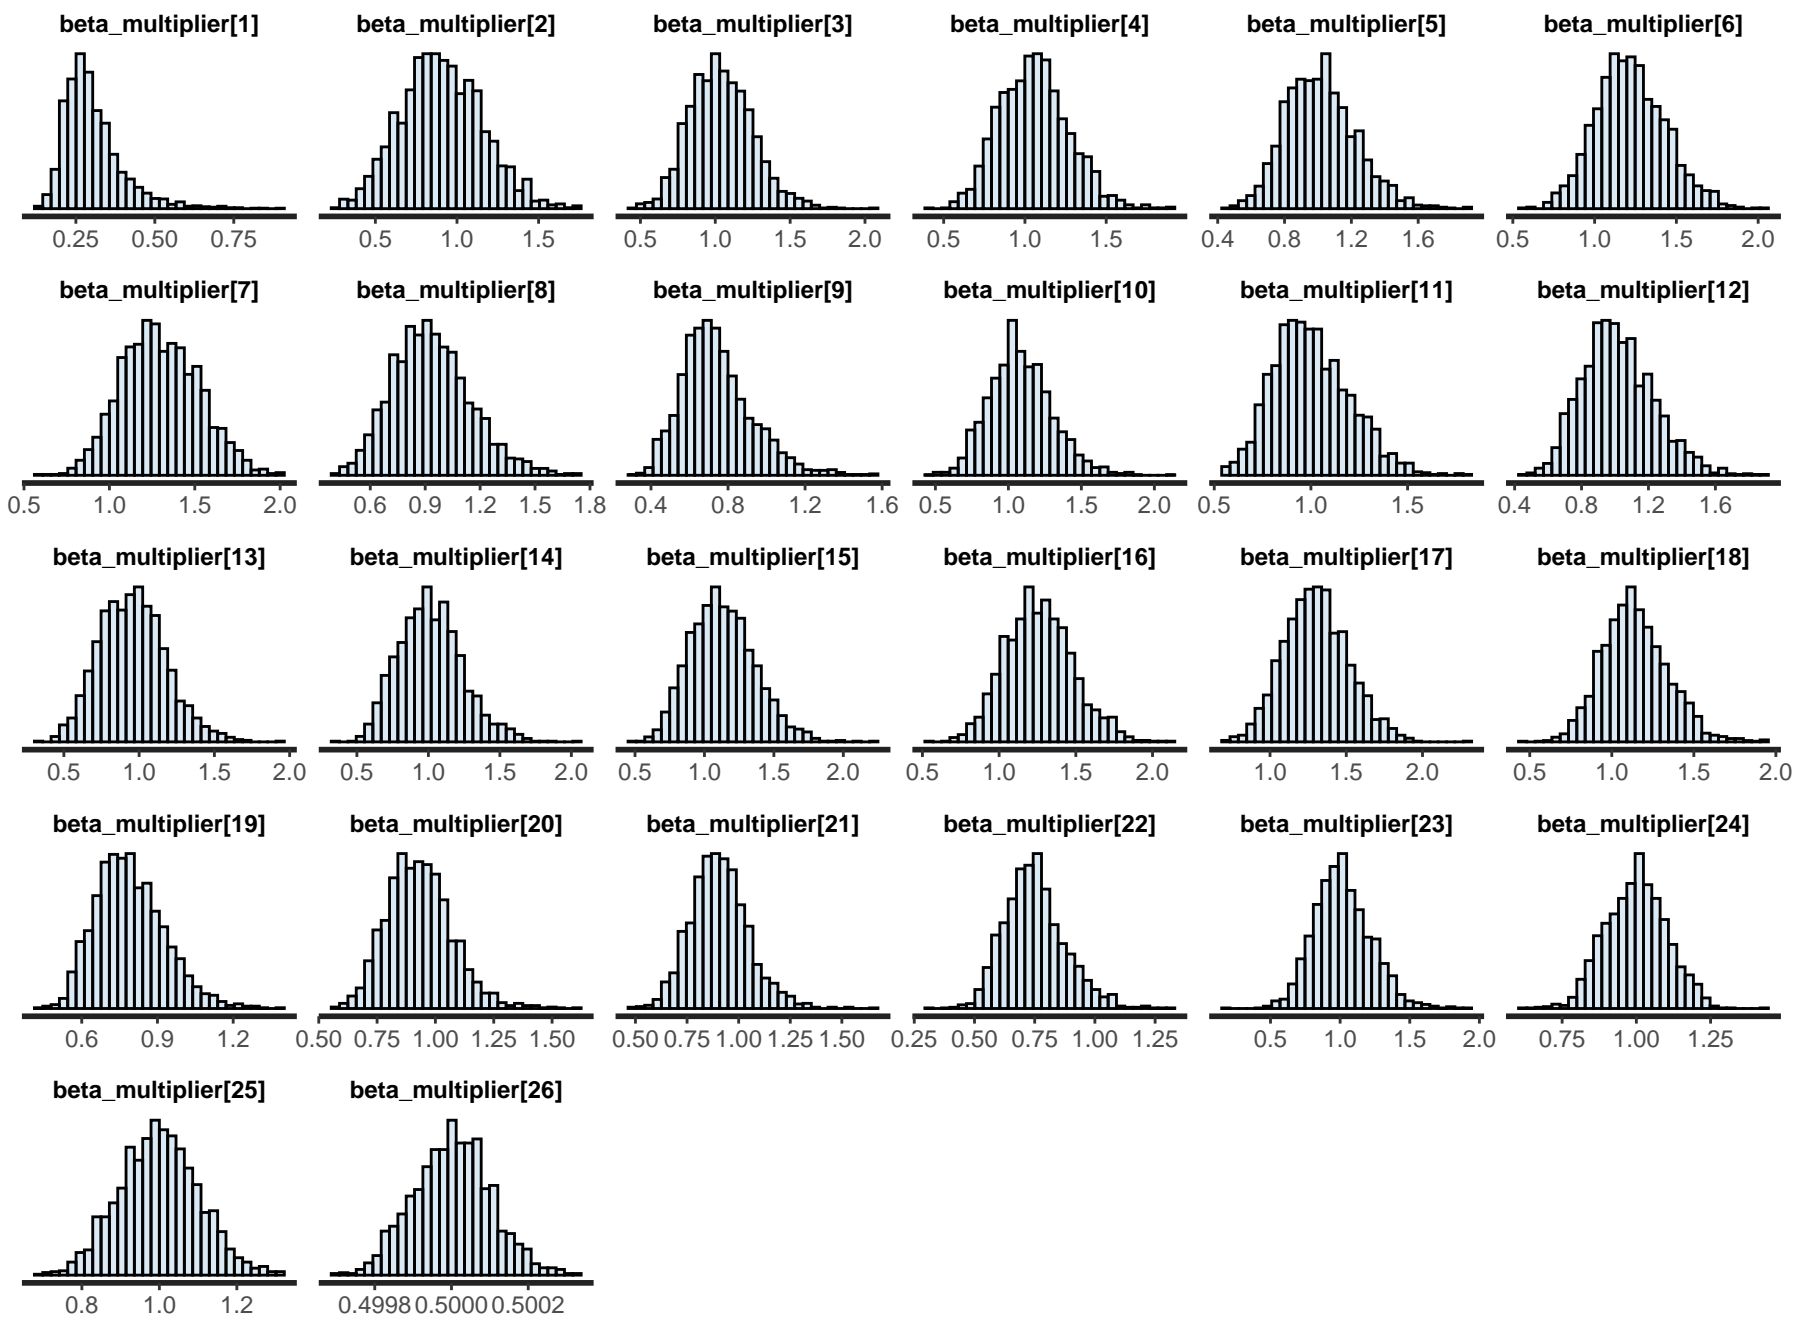 beta_multiplier[1] beta_multiplier[2] beta_multiplier[3] beta_multiplier[4] beta_multiplier[5] beta_multiplier[6]
0.25 0.50 0.75 0.5 1.0 1.5 0.5 1.0 1.5 2.0 0.5 1.0 1.5 0.4 0.8 1.2 1.6 0.5 1.0 1.5 2.0
beta_multiplier[7] beta_multiplier[8] beta_multiplier[9] beta_multiplier[10] beta_multiplier[11] beta_multiplier[12]
0.5 1.0 1.5 2.0 0.6 0.9 1.2 1.5 1.8 0.4 0.8 1.2 1.6 0.5 1.0 1.5 2.0 0.5 1.0 1.5 0.4 0.8 1.2 1.6
beta_multiplier[13] beta_multiplier[14] beta_multiplier[15] beta_multiplier[16] beta_multiplier[17] beta_multiplier[18]
0.5 1.0 1.5 2.0 0.5 1.0 1.5 2.0 0.5 1.0 1.5 2.0 0.5 1.0 1.5 2.0 1.0 1.5 2.0 0.5 1.0 1.5 2.0
beta_multiplier[19] beta_multiplier[20] beta_multiplier[21] beta_multiplier[22] beta_multiplier[23] beta_multiplier[24]
0.6 0.9 1.2 0.50 0.75 1.00 1.25 1.50 0.50 0.75 1.00 1.25 1.50 0.25 0.50 0.75 1.00 1.25 0.5 1.0 1.5 2.0 0.75 1.00 1.25
beta_multiplier[25] beta_multiplier[26]
0.8 1.0 1.2 0.4998 0.5000 0.5002